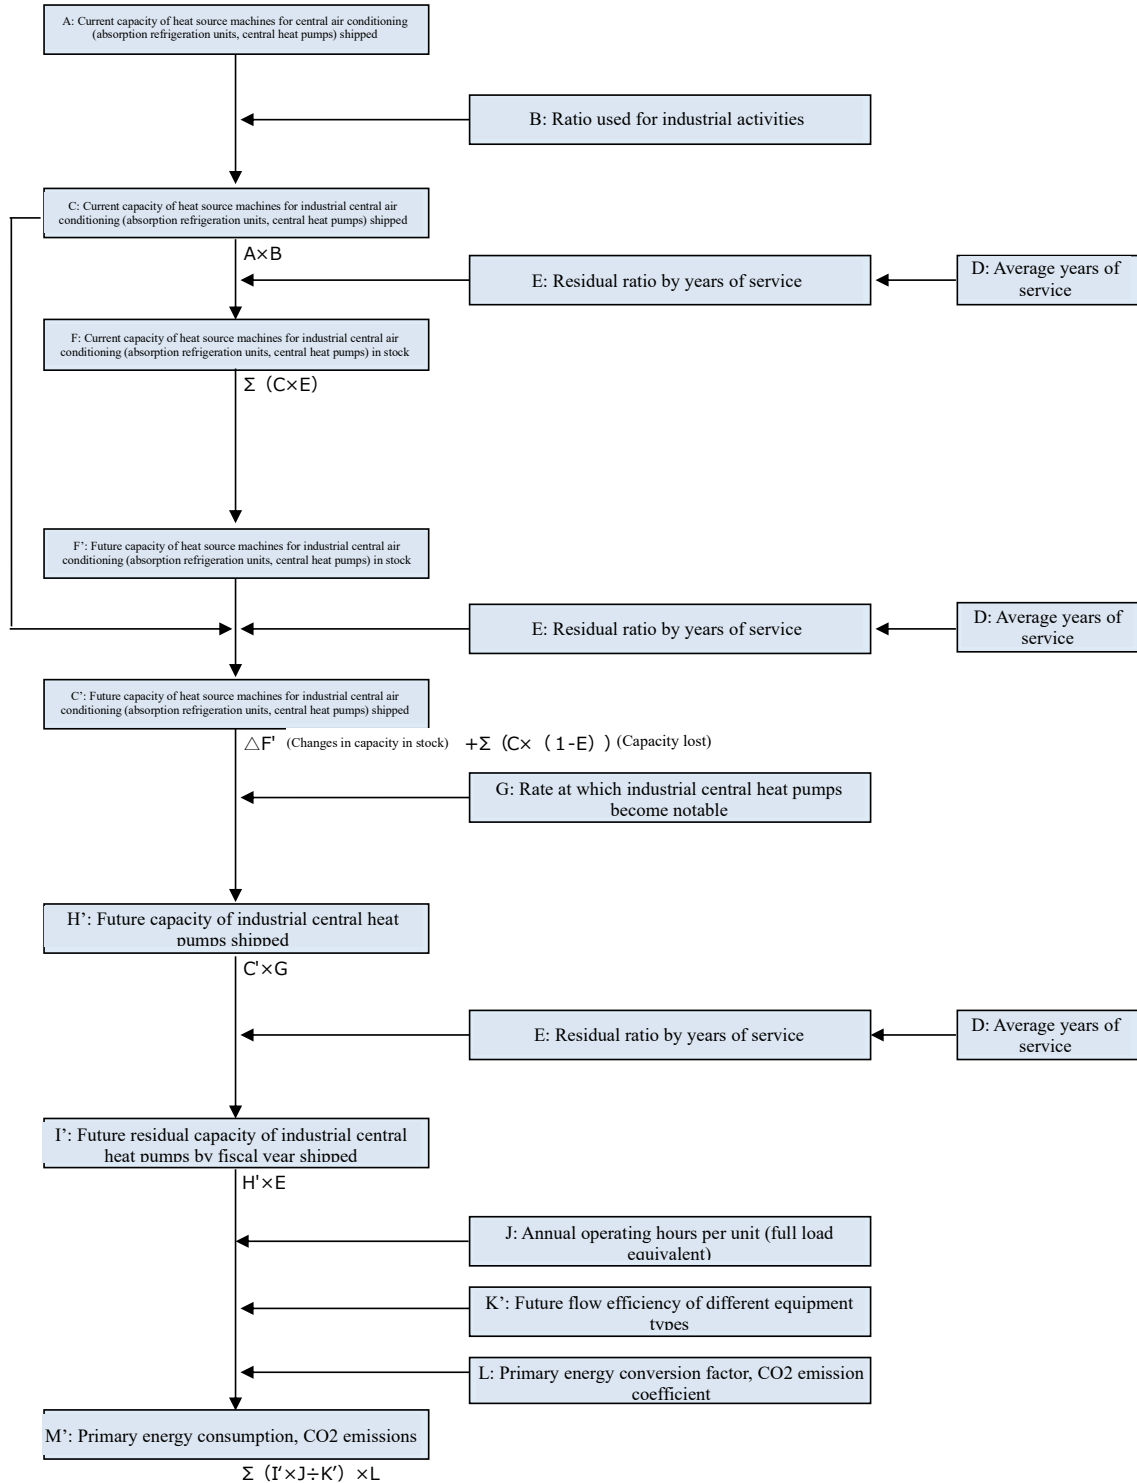 A: Current capacity of heat source machines for central air conditioning
(absorption refrigeration units, central heat pumps) shipped
B: Ratio used for industrial activities
C: Current capacity of heat source machines for industrial central air
conditioning (absorption refrigeration units, central heat pumps) shipped
A×B
E: Residual ratio by years of service
D: Average years of
service
F: Current capacity of heat source machines for industrial central air
conditioning (absorption refrigeration units, central heat pumps) in stock
Σ (C×E)
F': Future capacity of heat source machines for industrial central air
conditioning (absorption refrigeration units, central heat pumps) in stock
E: Residual ratio by years of service
D: Average years of
service
C': Future capacity of heat source machines for industrial central air
conditioning (absorption refrigeration units, central heat pumps) shipped
△F' (Changes in capacity in stock) +Σ (C× (1-E)) (Capacity lost)
G: Rate at which industrial central heat pumps
become notable
H': Future capacity of industrial central heat
pumps shipped
C'×G
E: Residual ratio by years of service
D: Average years of
service
I': Future residual capacity of industrial central
heat pumps by fiscal year shipped
H'×E
J: Annual operating hours per unit (full load
equivalent)
K': Future flow efficiency of different equipment
types
L: Primary energy conversion factor, CO2 emission
coefficient
M': Primary energy consumption, CO2 emissions
Σ (I'×J÷K') ×L